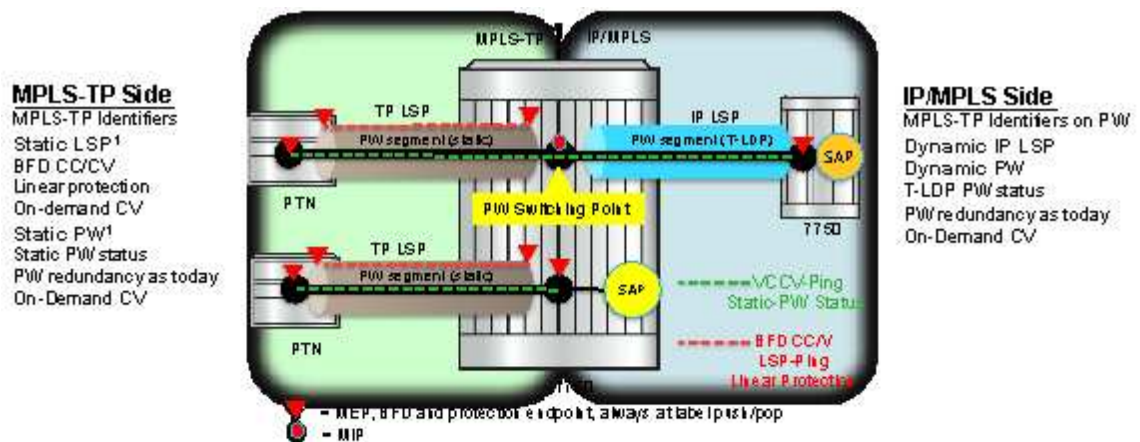 MPLS-TP IP/MPLS
MPLS-TP Side
MPLS-TP Identifiers
Static LSP¹
BFD CC/CV
Linear protection
On-demand CV
Static PW¹
Static PW status
PW redundancy as today
On-Demand CV
TP LSP
PW segment (static)
PTN
TP LSP
PW segment (static)
PTN
IP LSP
PW segment (T-LDP)
SAP
7750
PW Switching Point
SAP
VCCV-Ping
Static-PW Status
BFD CC/V
LSP-Ping
Linear Protection
IP/MPLS Side
MPLS-TP Identifiers on PW
Dynamic IP LSP
Dynamic PW
T-LDP PW status
PW redundancy as today
On-Demand CV
= MEP, BFD and protection endpoint, always at label push/pop
= MIP